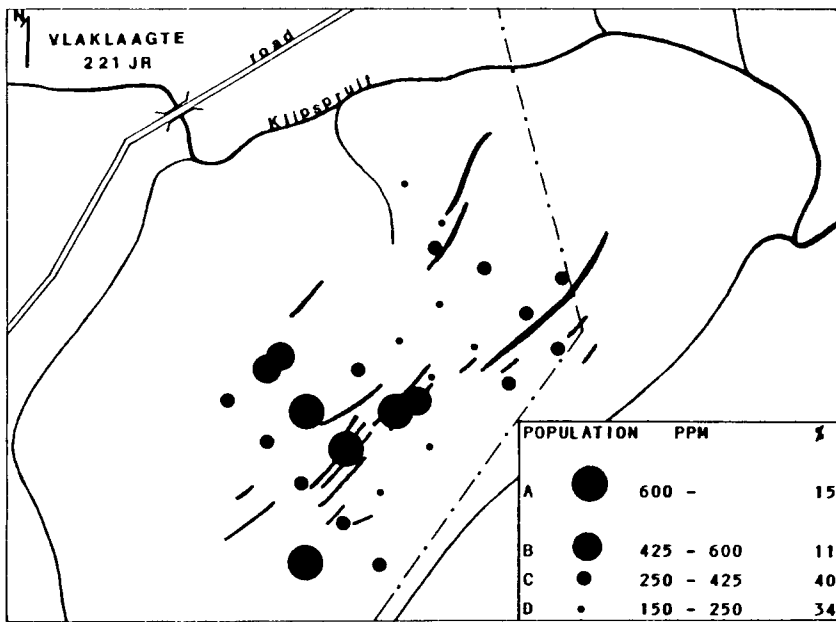 N
VLAKLAAGTE
221 JR
road
Klipspruit
POPULATION PPM %
A 600 - 15
B 425 - 600 11
C 250 - 425 40
D 150 - 250 34